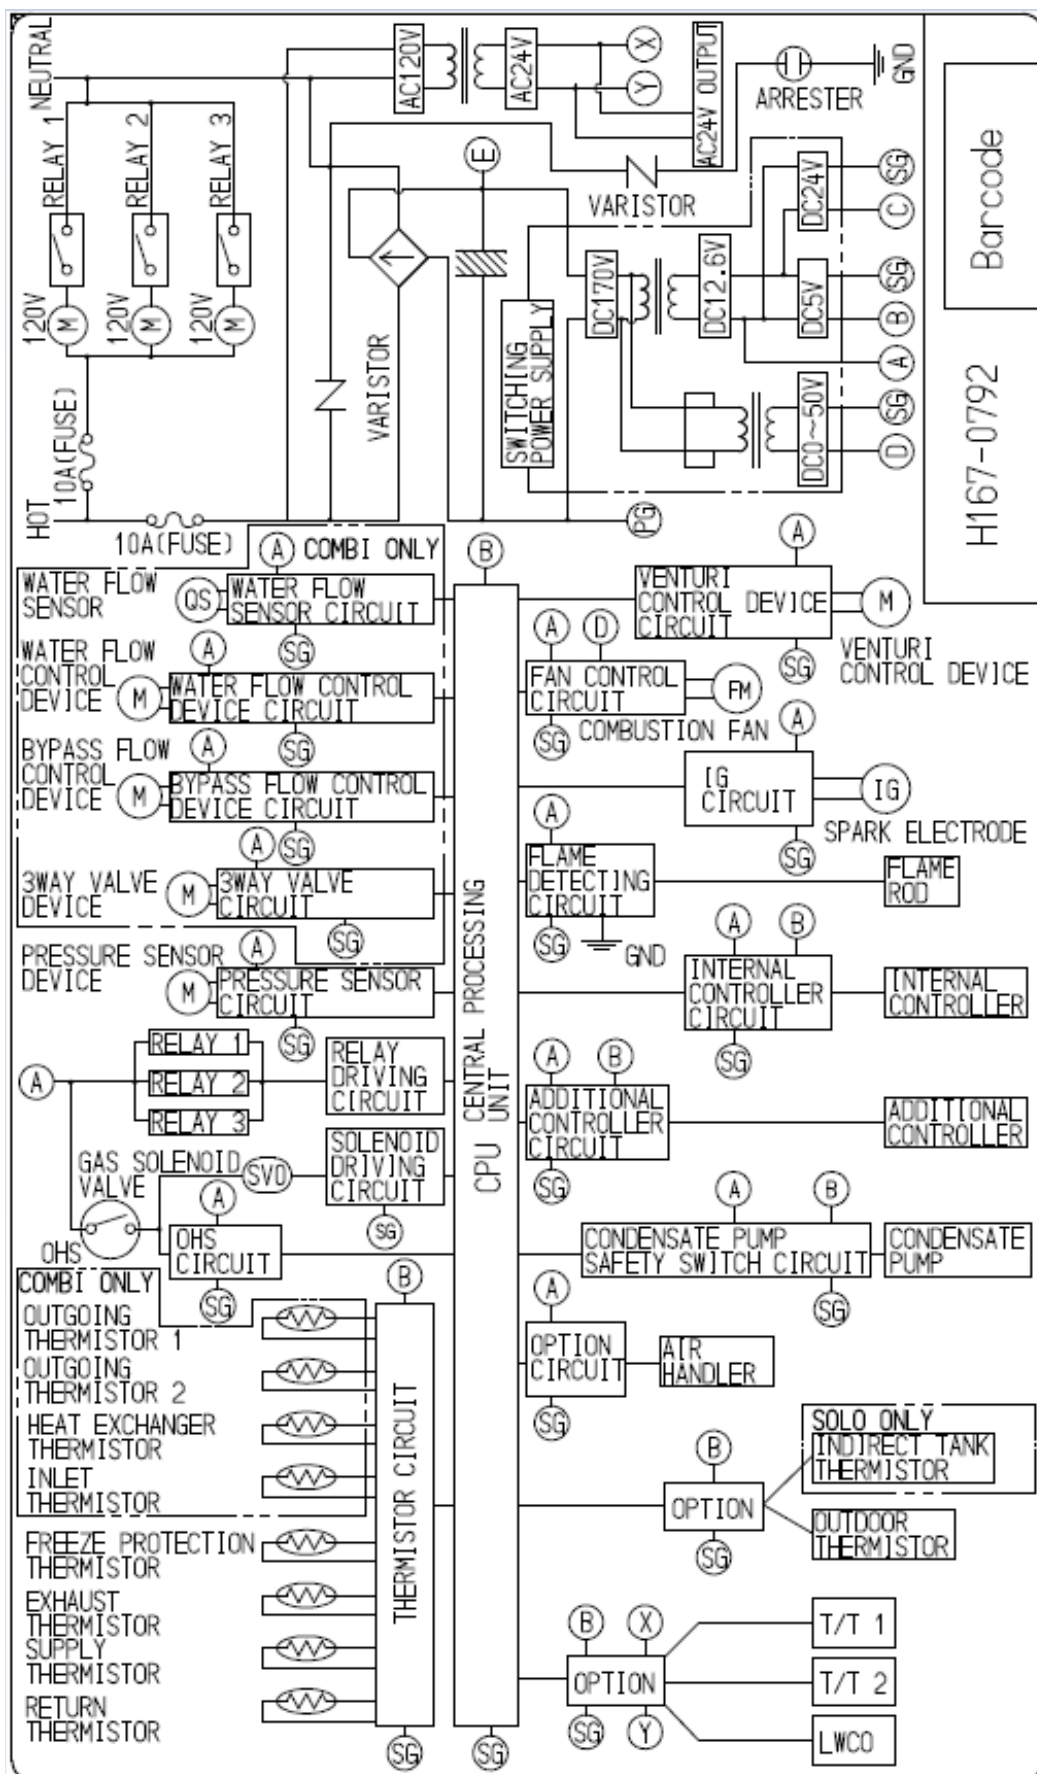 NEUTRAL
RELAY 1
RELAY 2
RELAY 3
120V
M
120V
M
120V
M
10A(FUSE)
HOT
10A(FUSE)
AC120V
AC24V
X
Y
AC24V OUTPUT
ARRESTER
GND
E
VARISTOR
VARISTOR
SWITCHING
POWER SUPPLY
DC170V
DC12.6V
DC24V
DC5V
DC0~50V
SG
C
SG
B
A
SG
D
PG
Barcode
H167-0792
COMBI ONLY
WATER FLOW
SENSOR
QS
A
WATER FLOW
SENSOR CIRCUIT
SG
WATER FLOW
CONTROL
DEVICE
M
A
WATER FLOW CONTROL
DEVICE CIRCUIT
SG
BYPASS FLOW
CONTROL
DEVICE
M
A
BYPASS FLOW CONTROL
DEVICE CIRCUIT
SG
3WAY VALVE
DEVICE
M
A
3WAY VALVE
CIRCUIT
SG
PRESSURE SENSOR
DEVICE
M
A
PRESSURE SENSOR
CIRCUIT
SG
A
RELAY 1
RELAY 2
RELAY 3
RELAY
DRIVING
CIRCUIT
GAS SOLENOID
VALVE
SV0
SOLENOID
DRIVING
CIRCUIT
SG
OHS
A
OHS
CIRCUIT
SG
COMBI ONLY
OUTGOING
THERMISTOR 1
OUTGOING
THERMISTOR 2
HEAT EXCHANGER
THERMISTOR
INLET
THERMISTOR
FREEZE PROTECTION
THERMISTOR
EXHAUST
THERMISTOR
SUPPLY
THERMISTOR
RETURN
THERMISTOR
B
THERMISTOR CIRCUIT
SG
B
CPU CENTRAL PROCESSING
UNIT
SG
A
VENTURI
CONTROL DEVICE
CIRCUIT
SG
M
VENTURI
CONTROL DEVICE
A
D
FAN CONTROL
CIRCUIT
SG
FM
COMBUSTION FAN
A
IG
CIRCUIT
SG
IG
SPARK ELECTRODE
A
FLAME
DETECTING
CIRCUIT
SG
GND
FLAME
ROD
A
B
INTERNAL
CONTROLLER
CIRCUIT
SG
INTERNAL
CONTROLLER
A
B
ADDITIONAL
CONTROLLER
CIRCUIT
SG
ADDITIONAL
CONTROLLER
A
B
CONDENSATE PUMP
SAFETY SWITCH CIRCUIT
SG
CONDENSATE
PUMP
A
OPTION
CIRCUIT
SG
AIR
HANDLER
B
OPTION
SG
SOLO ONLY
INDIRECT TANK
THERMISTOR
OUTDOOR
THERMISTOR
B
X
OPTION
SG
Y
T/T 1
T/T 2
LWCO